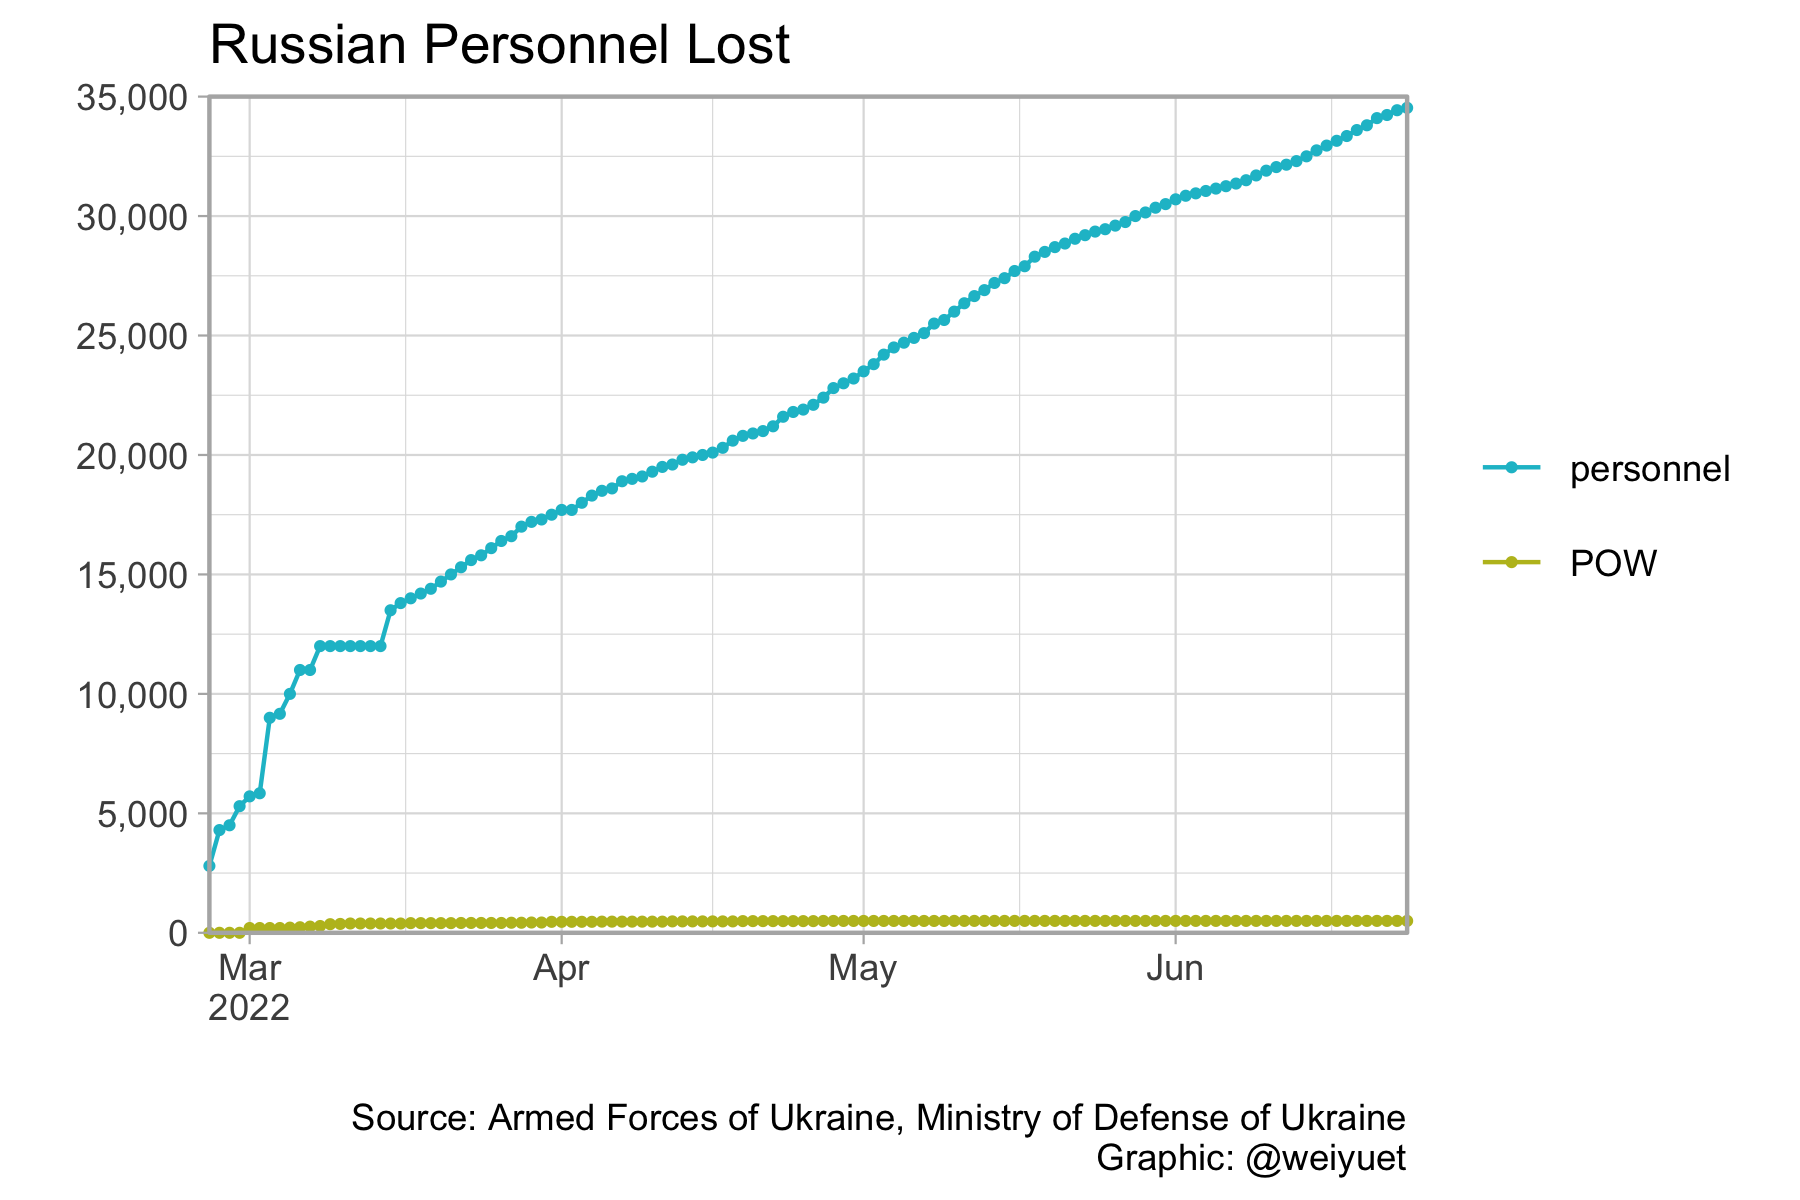 Russian Personnel Lost
35,000
30,000
25,000
20,000
15,000
10,000
5,000
0
Mar
2022
Apr
May
Jun
personnel
POW
Source: Armed Forces of Ukraine, Ministry of Defense of Ukraine
Graphic: @weiyuet